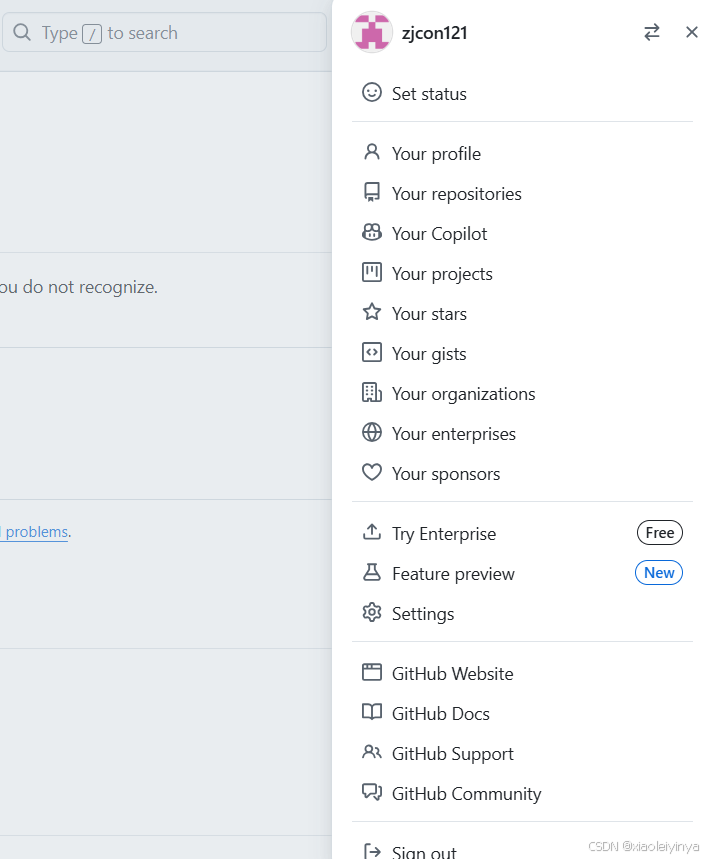 Type / to search
ou do not recognize.
problems.
zjcon121
Set status
Your profile
Your repositories
Your Copilot
Your projects
Your stars
Your gists
Your organizations
Your enterprises
Your sponsors
Try Enterprise Free
Feature preview New
Settings
GitHub Website
GitHub Docs
GitHub Support
GitHub Community
Sign out
CSDN @xiaoleiyinya